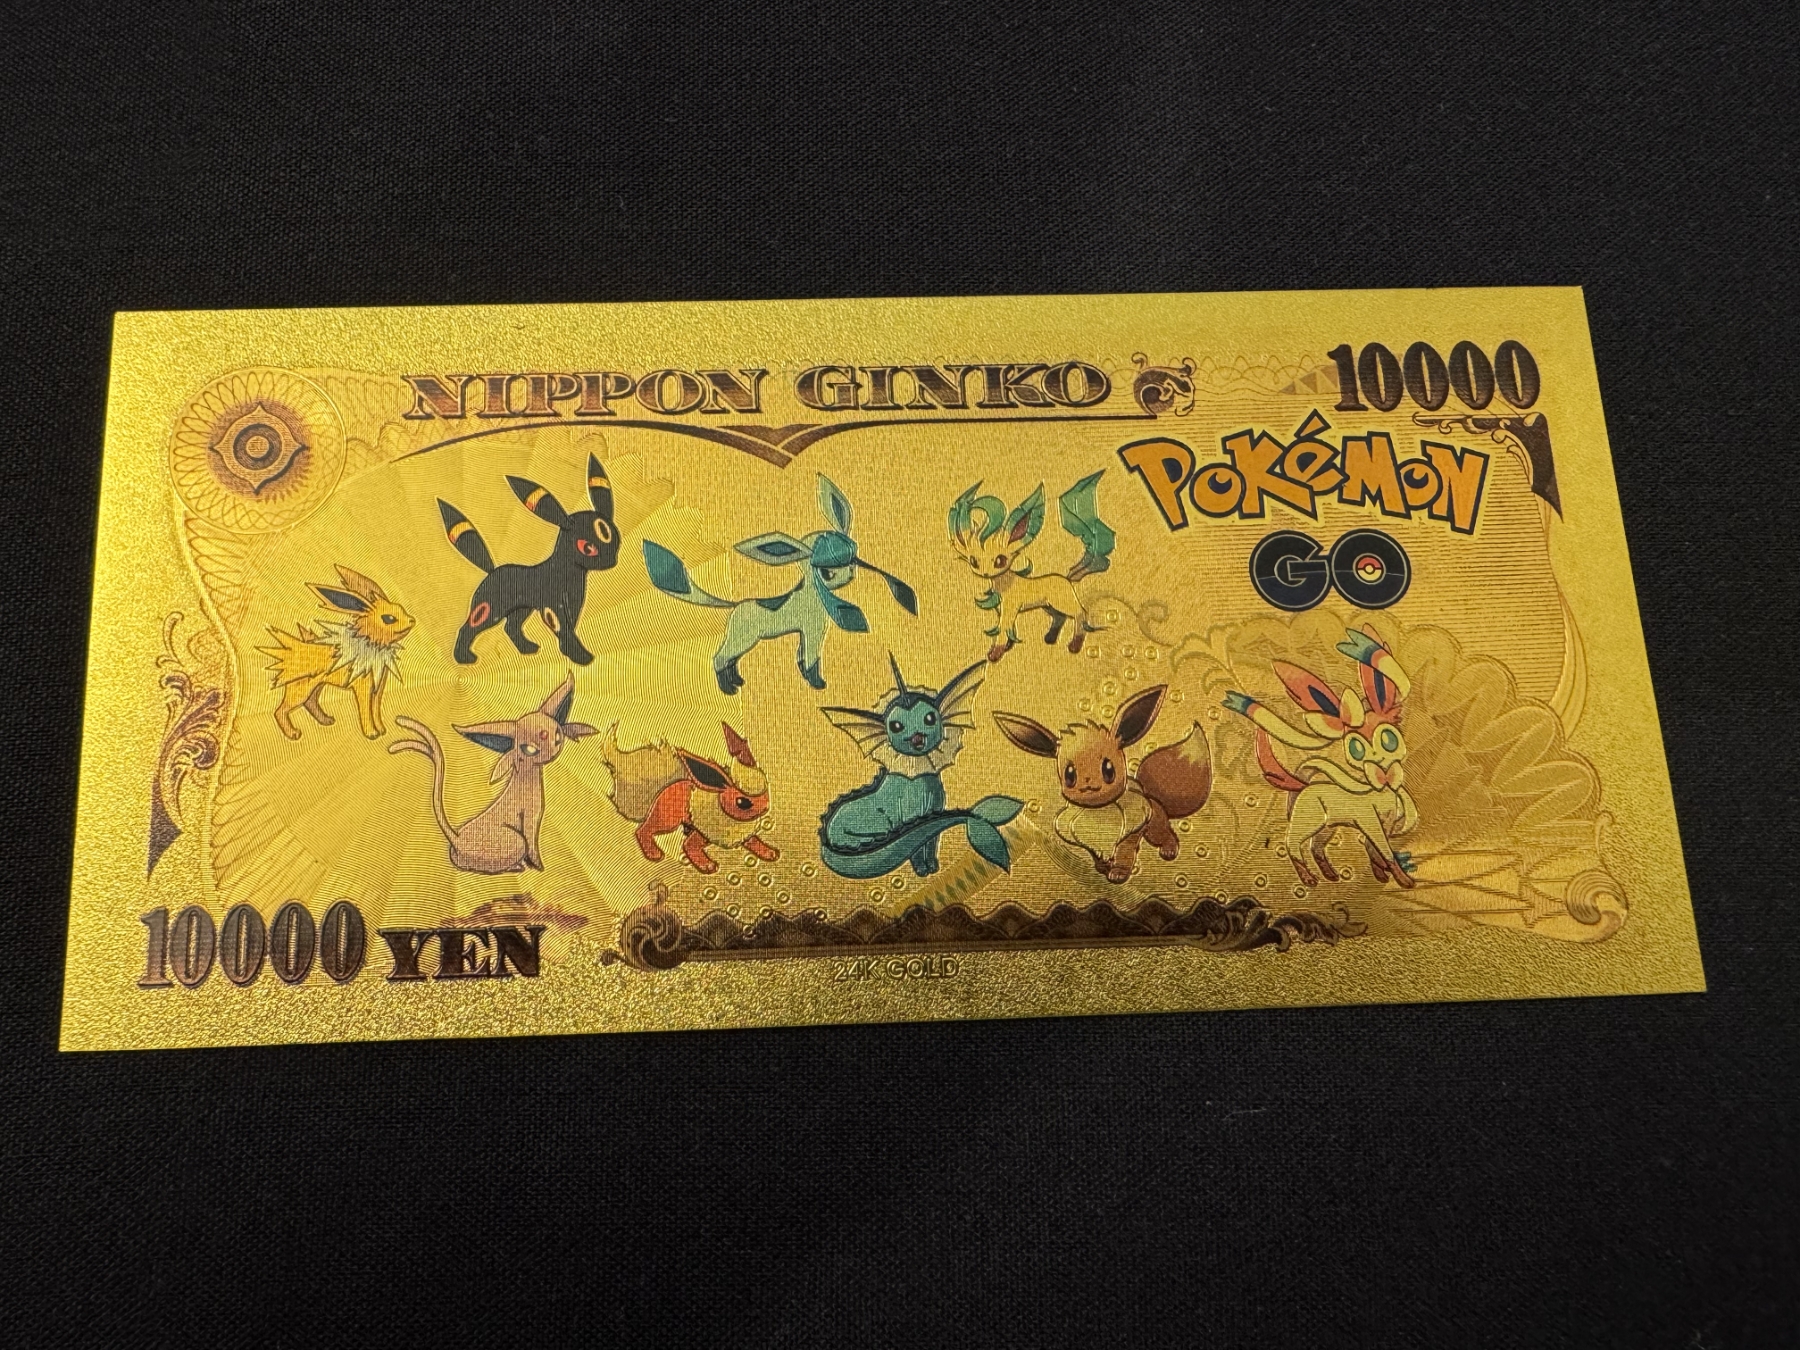 NIPPON GINKO
10000
POKéMON
GO
10000 YEN
24K GOLD